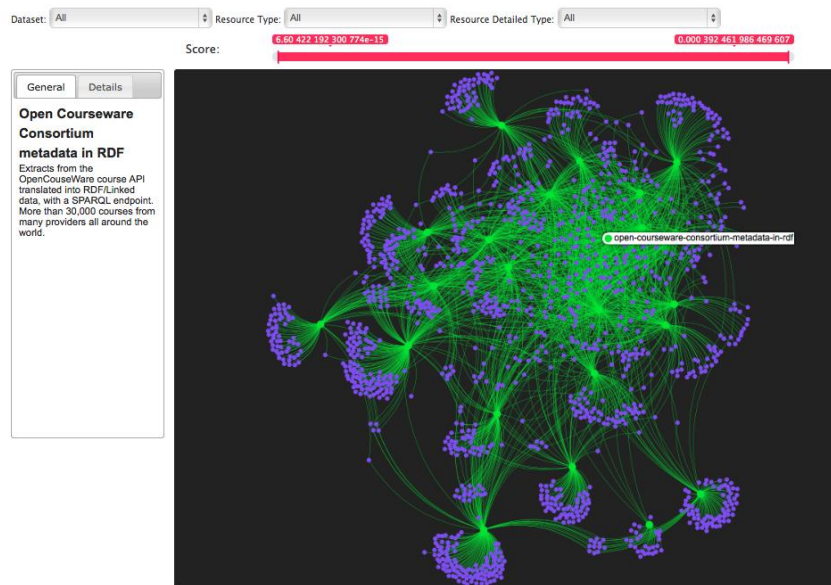 Dataset: All Resource Type: All Resource Detailed Type: All
Score: 6.60 422 192 300 774e-15 0.000 392 461 986 469 607
General Details
Open Courseware
Consortium
metadata in RDF
Extracts from the
OpenCouseWare course API
translated into RDF/Linked
data, with a SPARQL endpoint.
More than 30,000 courses from
many providers all around the
world.
open-courseware-consortium-metadata-in-rdf